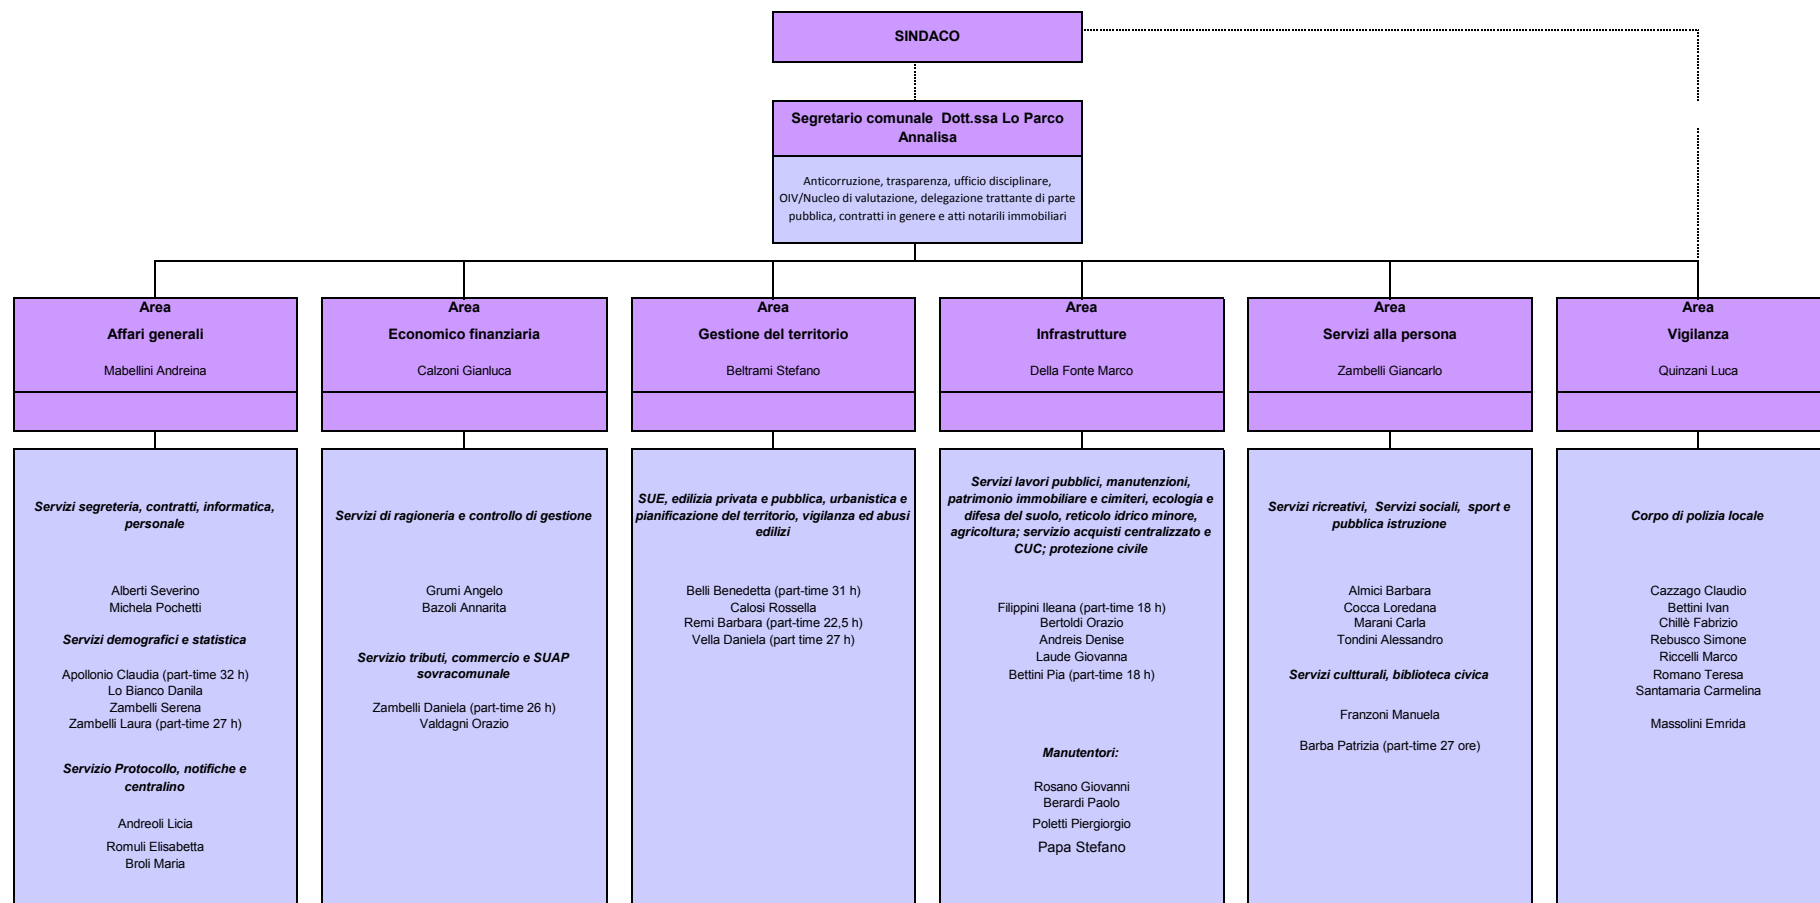 SINDACO
Segretario comunale  Dott.ssa Lo Parco
Annalisa
Anticorruzione, trasparenza, ufficio disciplinare,
OIV/Nucleo di valutazione, delegazione trattante di parte
pubblica, contratti in genere e atti notarili immobiliari
Area
Affari generali
Mabellini Andreina
Servizi segreteria, contratti, informatica,
personale
Alberti Severino
Michela Pochetti
Servizi demografici e statistica
Apollonio Claudia (part-time 32 h)
Lo Bianco Danila
Zambelli Serena
Zambelli Laura (part-time 27 h)
Servizio Protocollo, notifiche e
centralino
Andreoli Licia
Romuli Elisabetta
Broli Maria
Area
Economico finanziaria
Calzoni Gianluca
Servizi di ragioneria e controllo di gestione
Grumi Angelo
Bazoli Annarita
Servizio tributi, commercio e SUAP
sovracomunale
Zambelli Daniela (part-time 26 h)
Valdagni Orazio
Area
Gestione del territorio
Beltrami Stefano
SUE, edilizia privata e pubblica, urbanistica e
pianificazione del territorio, vigilanza ed abusi
edilizi
Belli Benedetta (part-time 31 h)
Calosi Rossella
Remi Barbara (part-time 22,5 h)
Vella Daniela (part time 27 h)
Area
Infrastrutture
Della Fonte Marco
Servizi lavori pubblici, manutenzioni,
patrimonio immobiliare e cimiteri, ecologia e
difesa del suolo, reticolo idrico minore,
agricoltura; servizio acquisti centralizzato e
CUC; protezione civile
Filippini Ileana (part-time 18 h)
Bertoldi Orazio
Andreis Denise
Laude Giovanna
Bettini Pia (part-time 18 h)
Manutentori:
Rosano Giovanni
Berardi Paolo
Poletti Piergiorgio
Papa Stefano
Area
Servizi alla persona
Zambelli Giancarlo
Servizi ricreativi,  Servizi sociali,  sport e
pubblica istruzione
Almici Barbara
Cocca Loredana
Marani Carla
Tondini Alessandro
Servizi cultturali, biblioteca civica
Franzoni Manuela
Barba Patrizia (part-time 27 ore)
Area
Vigilanza
Quinzani Luca
Corpo di polizia locale
Cazzago Claudio
Bettini Ivan
Chillè Fabrizio
Rebusco Simone
Riccelli Marco
Romano Teresa
Santamaria Carmelina
Massolini Emrida